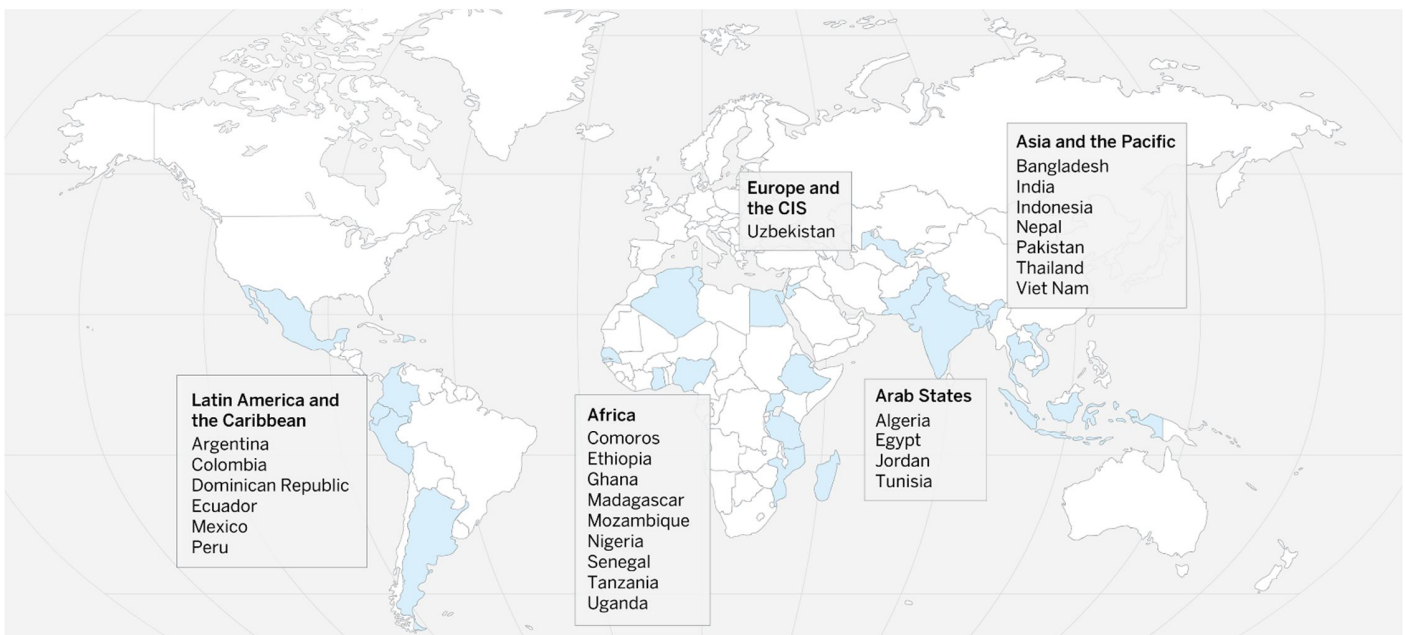 Asia and the Pacific
Bangladesh
India
Indonesia
Nepal
Pakistan
Thailand
Viet Nam
Europe and
the CIS
Uzbekistan
Latin America and
the Caribbean
Argentina
Colombia
Dominican Republic
Ecuador
Mexico
Peru
Africa
Comoros
Ethiopia
Ghana
Madagascar
Mozambique
Nigeria
Senegal
Tanzania
Uganda
Arab States
Algeria
Egypt
Jordan
Tunisia